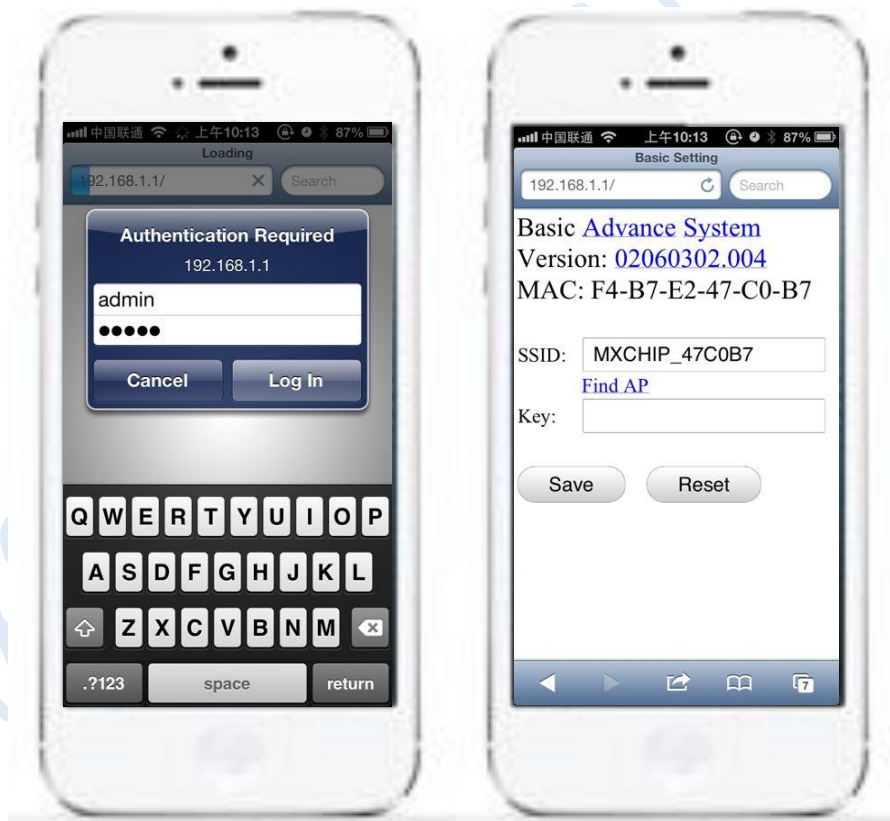 中国联通 上午10:13 87%
Loading
192.168.1.1/ Search
Authentication Required
192.168.1.1
admin
●●●●●
Cancel Log In
Q W E R T Y U I O P
A S D F G H J K L
Z X C V B N M
.?123 space return
中国联通 上午10:13 87%
Basic Setting
192.168.1.1/ Search
Basic Advance System
Version: 02060302.004
MAC: F4-B7-E2-47-C0-B7
SSID: MXCHIP_47C0B7
Find AP
Key:
Save Reset
7